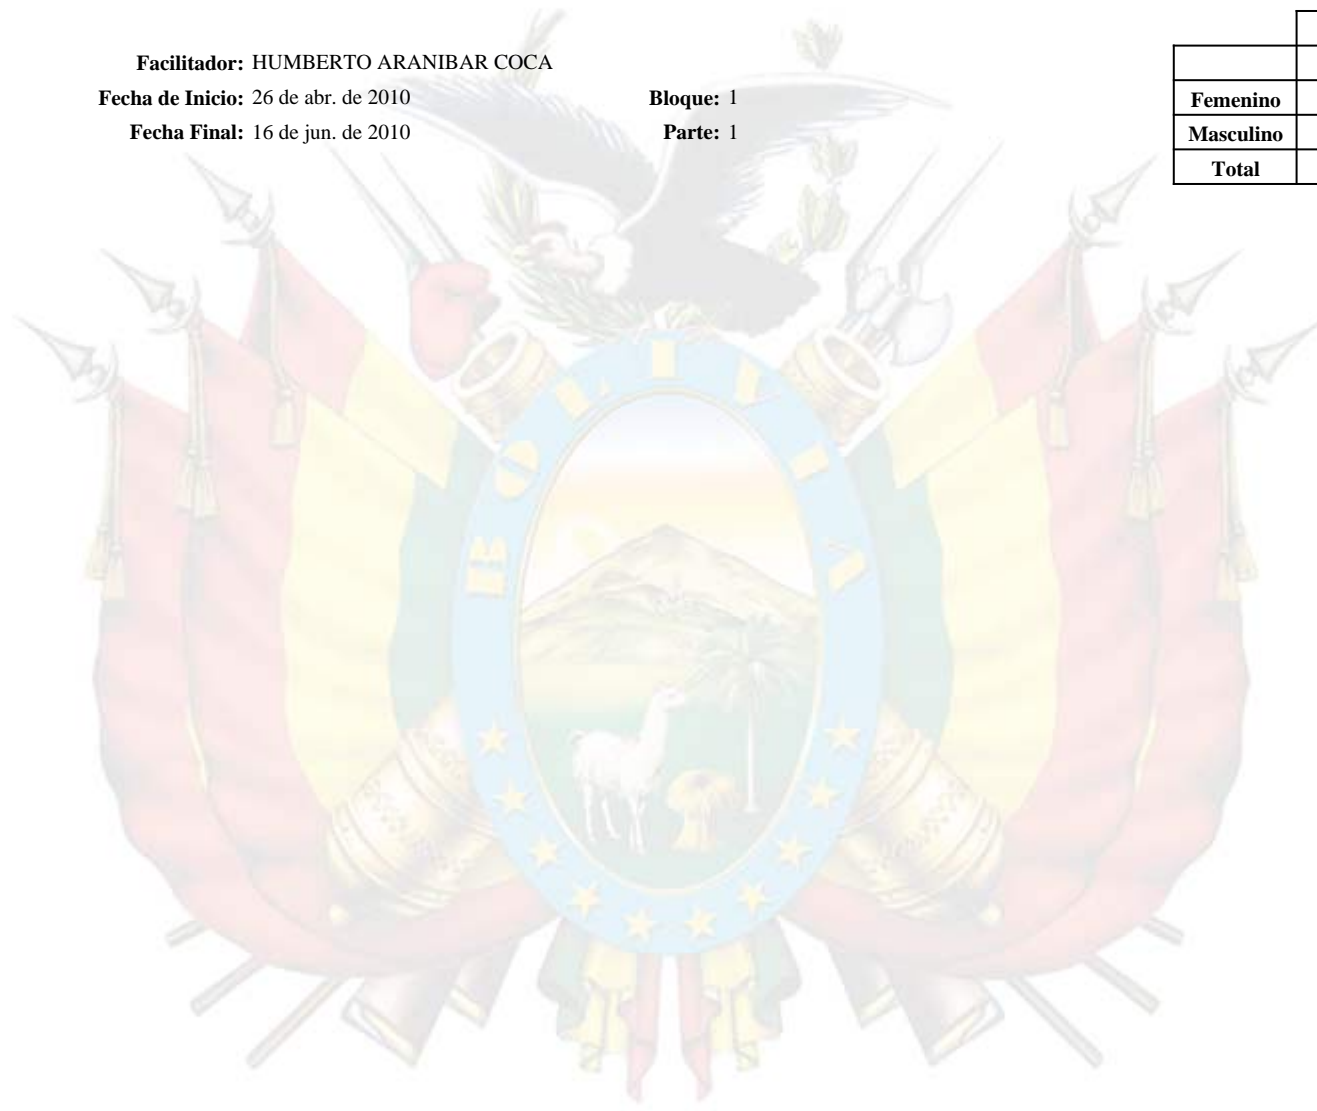 Facilitador: HUMBERTO ARANIBAR COCA
Fecha de Inicio: 26 de abr. de 2010 Bloque: 1
Fecha Final: 16 de jun. de 2010 Parte: 1
Femenino
Masculino
Total
BOLIVIA